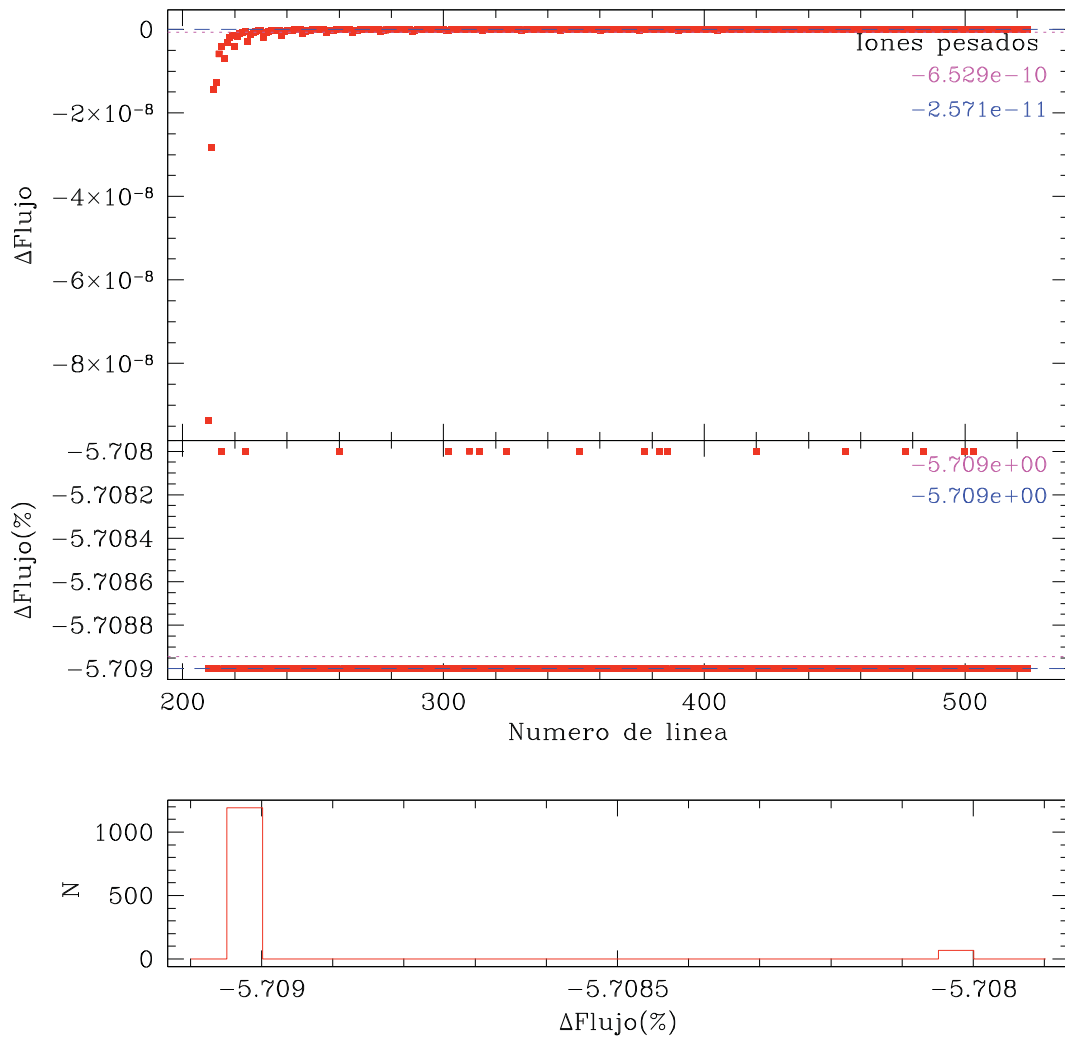 0
Iones pesados
−6.529e−10
−2.571e−11
−2×10⁻⁸
−4×10⁻⁸
−6×10⁻⁸
−8×10⁻⁸
ΔFlujo
−5.708
−5.709e+00
−5.709e+00
−5.7082
−5.7084
−5.7086
−5.7088
−5.709
ΔFlujo(%)
200 300 400 500
Numero de linea
1000
500
0
N
−5.709 −5.7085 −5.708
ΔFlujo(%)